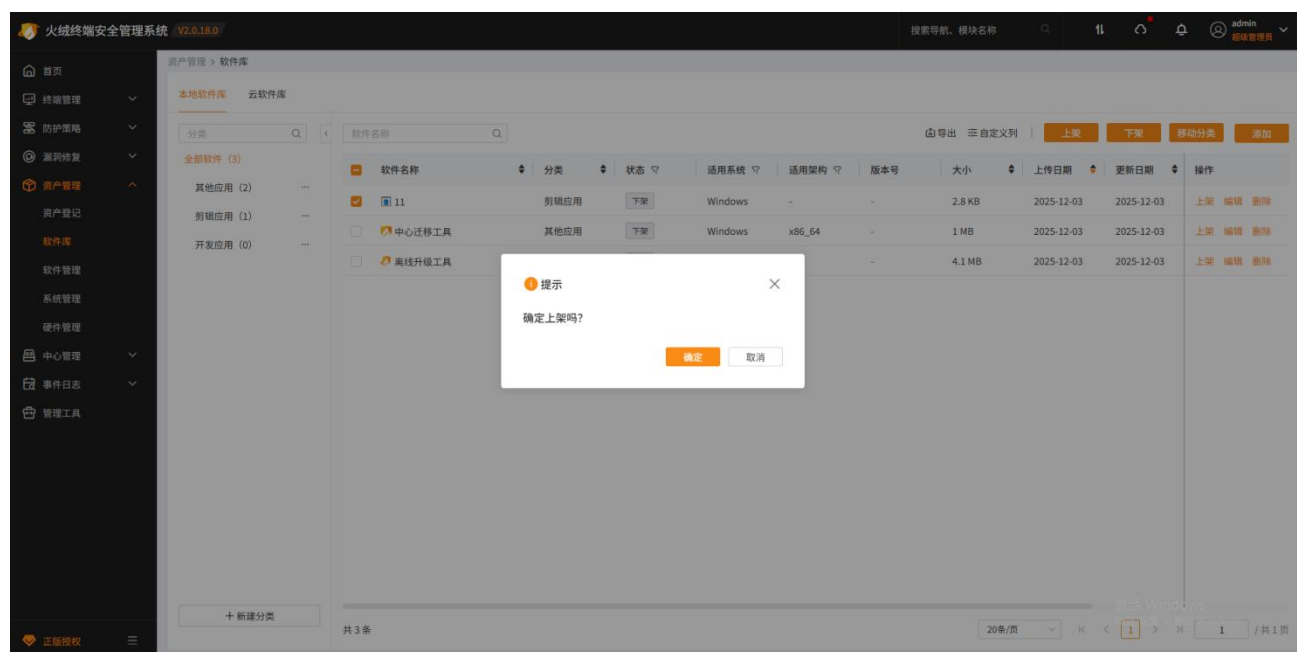 火绒终端安全管理系统 V2.0.18.0 搜索导航、模块名称 admin
超级管理员
首页
终端管理
防护策略
漏洞修复
资产管理
资产登记
软件库
软件管理
系统管理
硬件管理
中心管理
事件日志
管理工具
正版授权
资产管理 > 软件库
本地软件库 云软件库
分类
全部软件（3）
其他应用（2） ...
剪辑应用（1） ...
开发应用（0） ...
+ 新建分类
软件名称 导出 自定义列 上架 下架 移动分类 添加
软件名称 分类 状态 适用系统 适用架构 版本号 大小 上传日期 更新日期 操作
11 剪辑应用 下架 Windows - - 2.8 KB 2025-12-03 2025-12-03 上架 编辑 删除
中心迁移工具 其他应用 下架 Windows x86_64 - 1 MB 2025-12-03 2025-12-03 上架 编辑 删除
离线升级工具 - 4.1 MB 2025-12-03 2025-12-03 上架 编辑 删除
提示
确定上架吗?
确定 取消
激活 Windows
共 3 条 20条/页 1 1 / 共 1 页